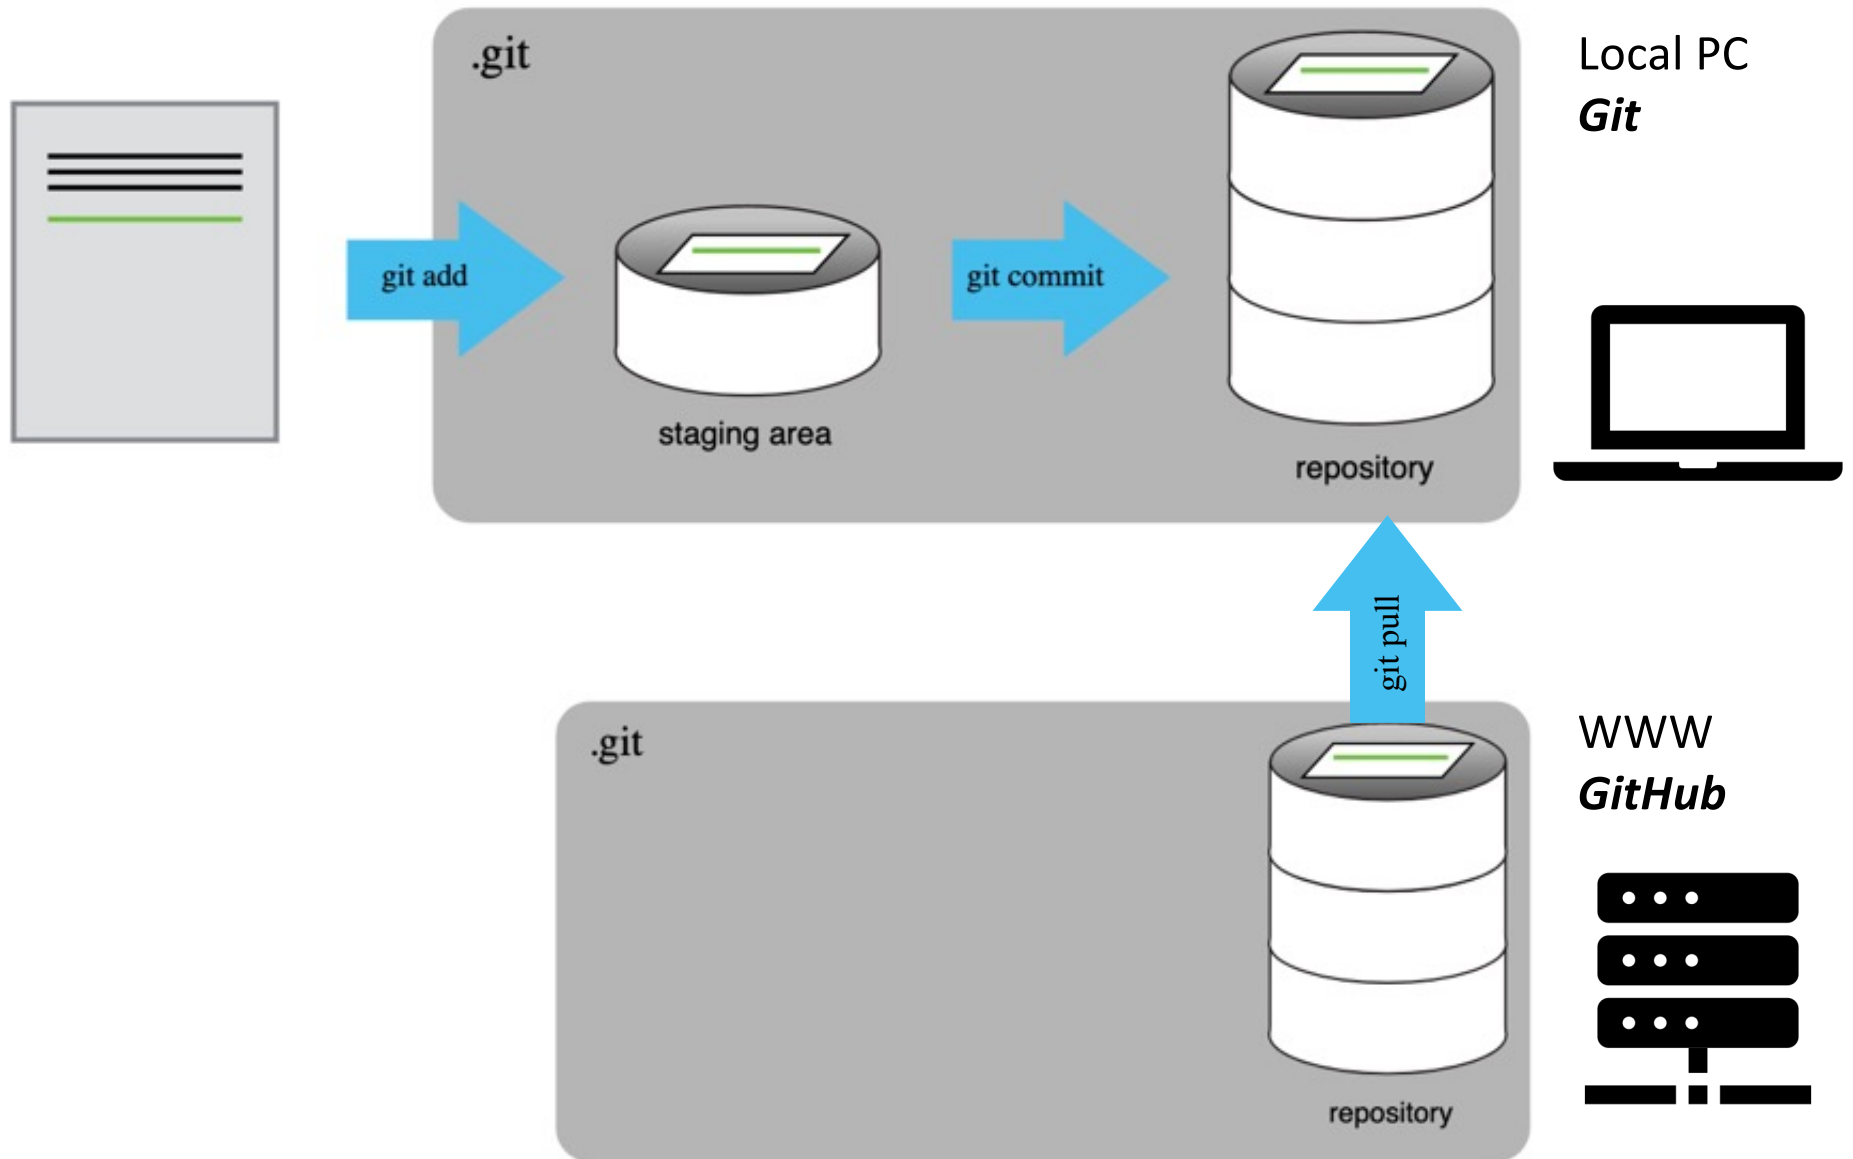 .git
Local PC
Git
git add
git commit
staging area
repository
git pull
.git
WWW
GitHub
repository